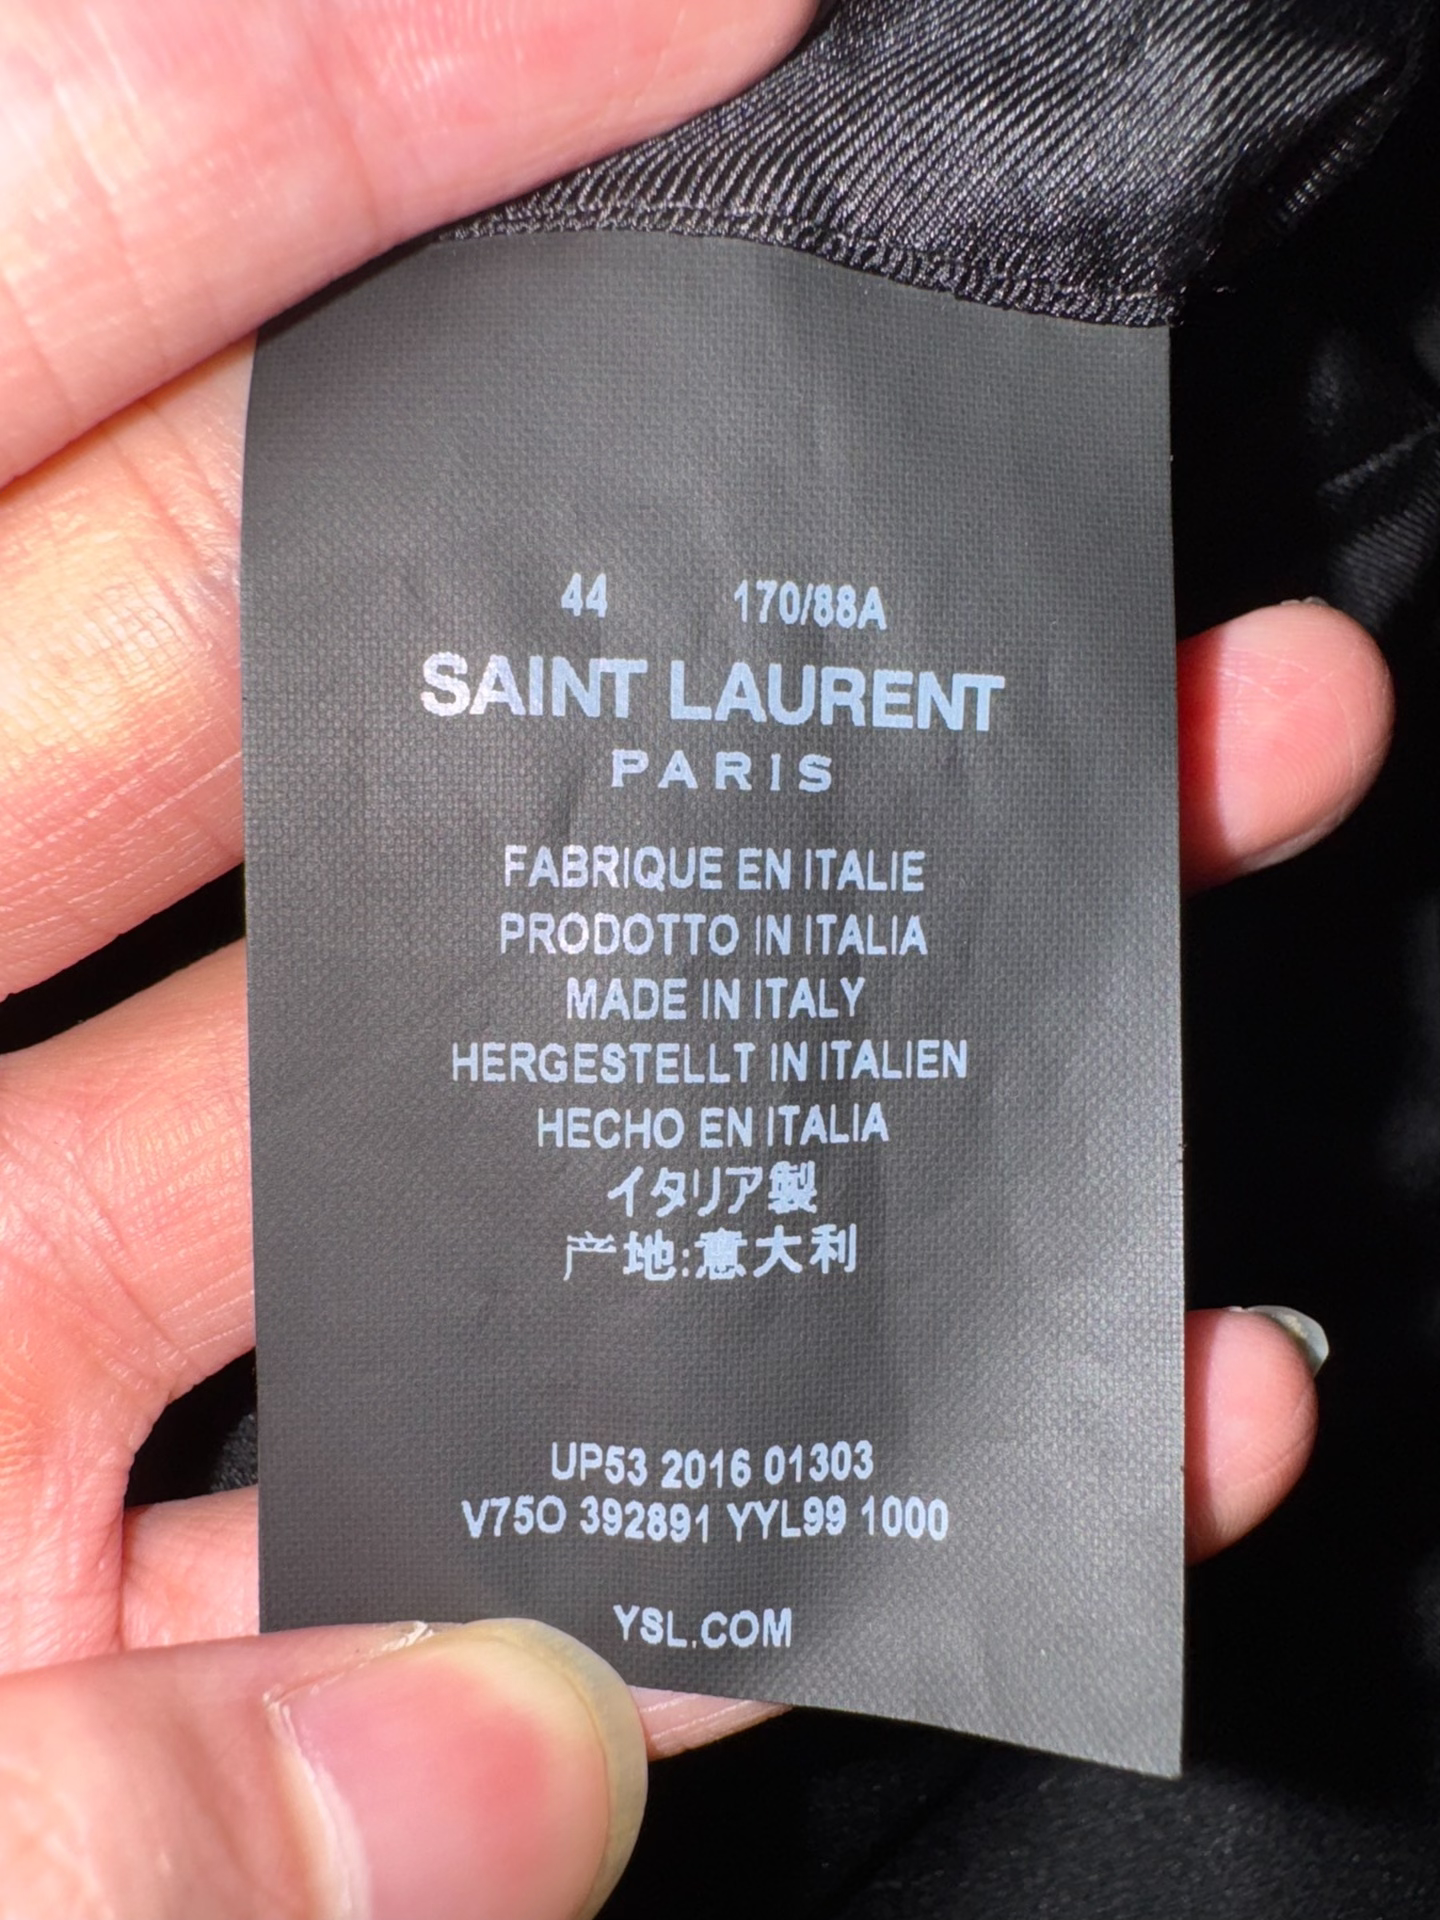 44 170/88A
SAINT LAURENT
PARIS
FABRIQUE EN ITALIE
PRODOTTO IN ITALIA
MADE IN ITALY
HERGESTELLT IN ITALIEN
HECHO EN ITALIA
イタリア製
产地:意大利
UP53 2016 01303
V75O 392891 YYL99 1000
YSL.COM